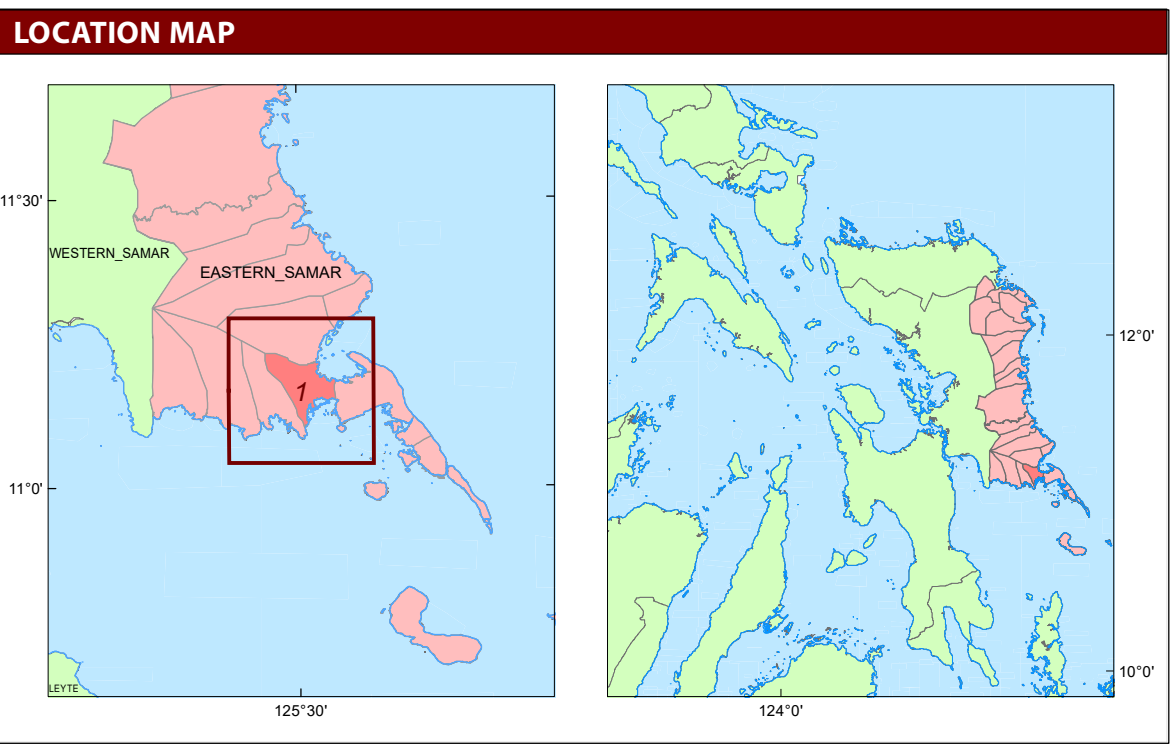 LOCATION MAP
11°30'
WESTERN_SAMAR
EASTERN_SAMAR
1
11°0'
LEYTE
125°30'
12°0'
10°0'
124°0'